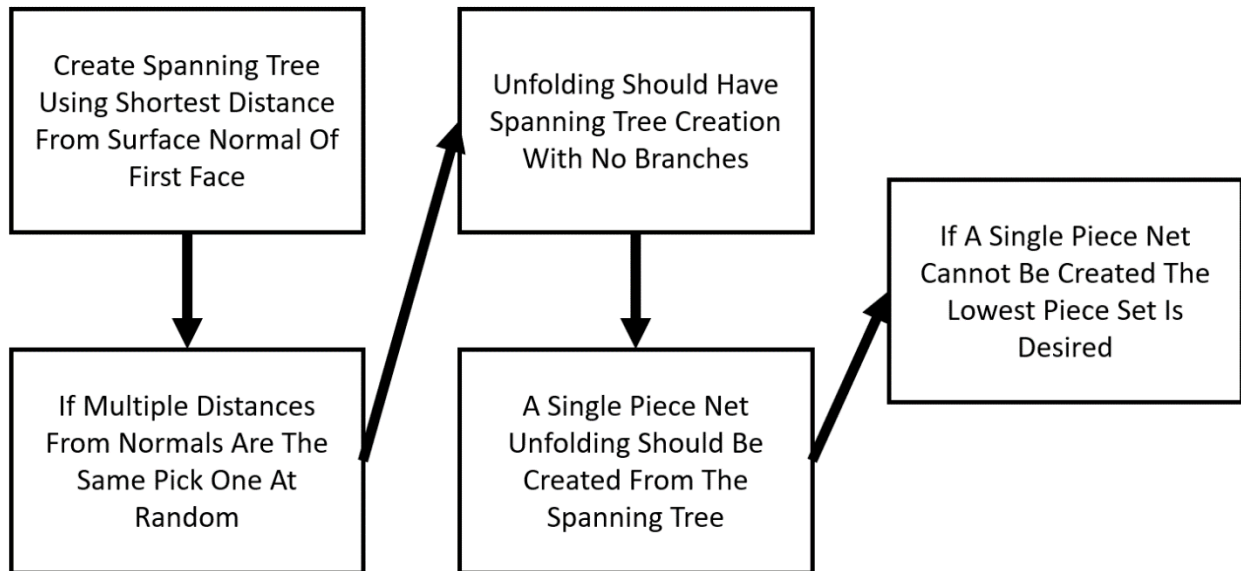 Create Spanning Tree
Using Shortest Distance
From Surface Normal Of
First Face
If Multiple Distances
From Normals Are The
Same Pick One At
Random
Unfolding Should Have
Spanning Tree Creation
With No Branches
A Single Piece Net
Unfolding Should Be
Created From The
Spanning Tree
If A Single Piece Net
Cannot Be Created The
Lowest Piece Set Is
Desired